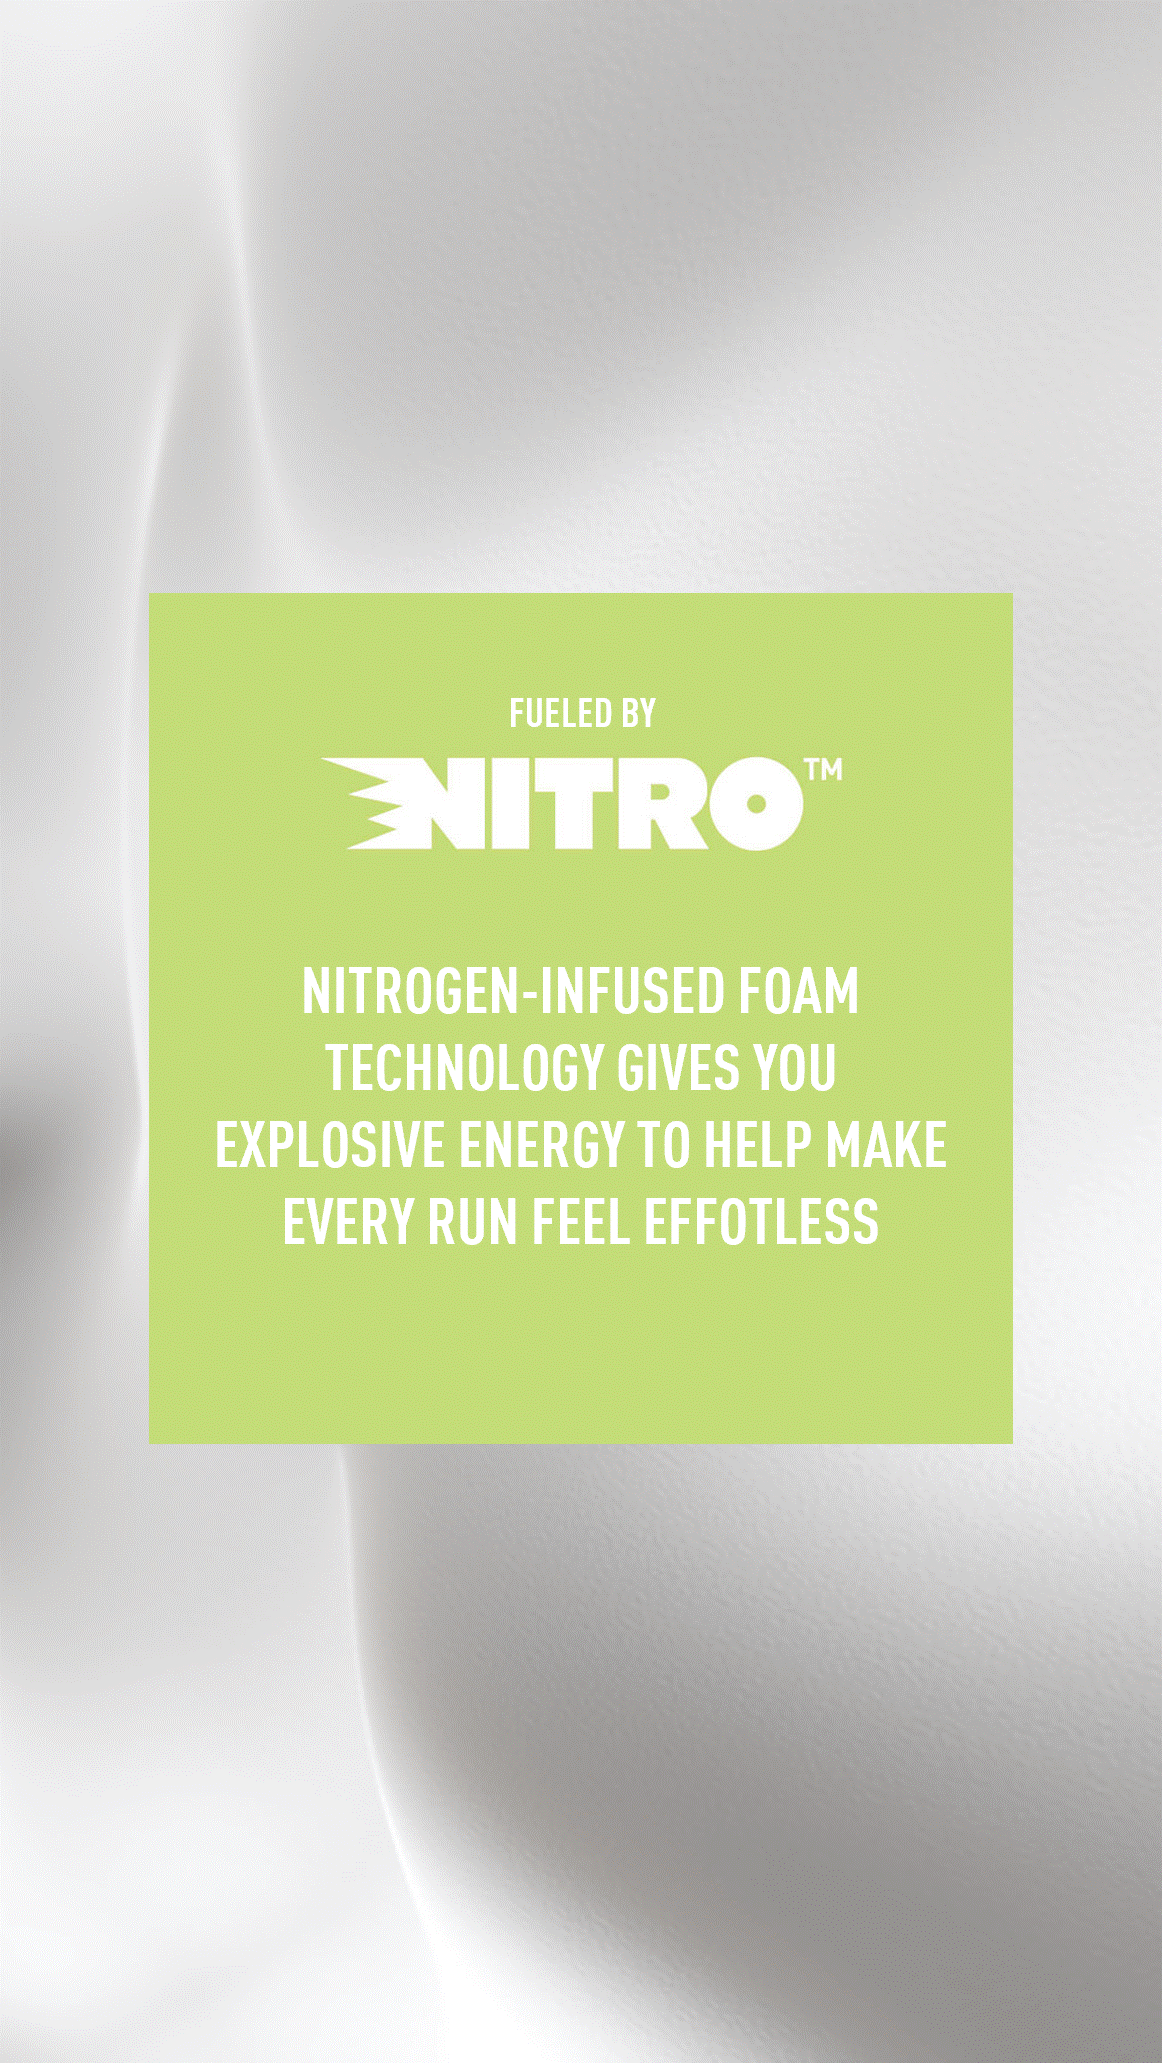 FUELED BY
NITRO™
NITROGEN-INFUSED FOAM
TECHNOLOGY GIVES YOU
EXPLOSIVE ENERGY TO HELP MAKE
EVERY RUN FEEL EFFOTLESS